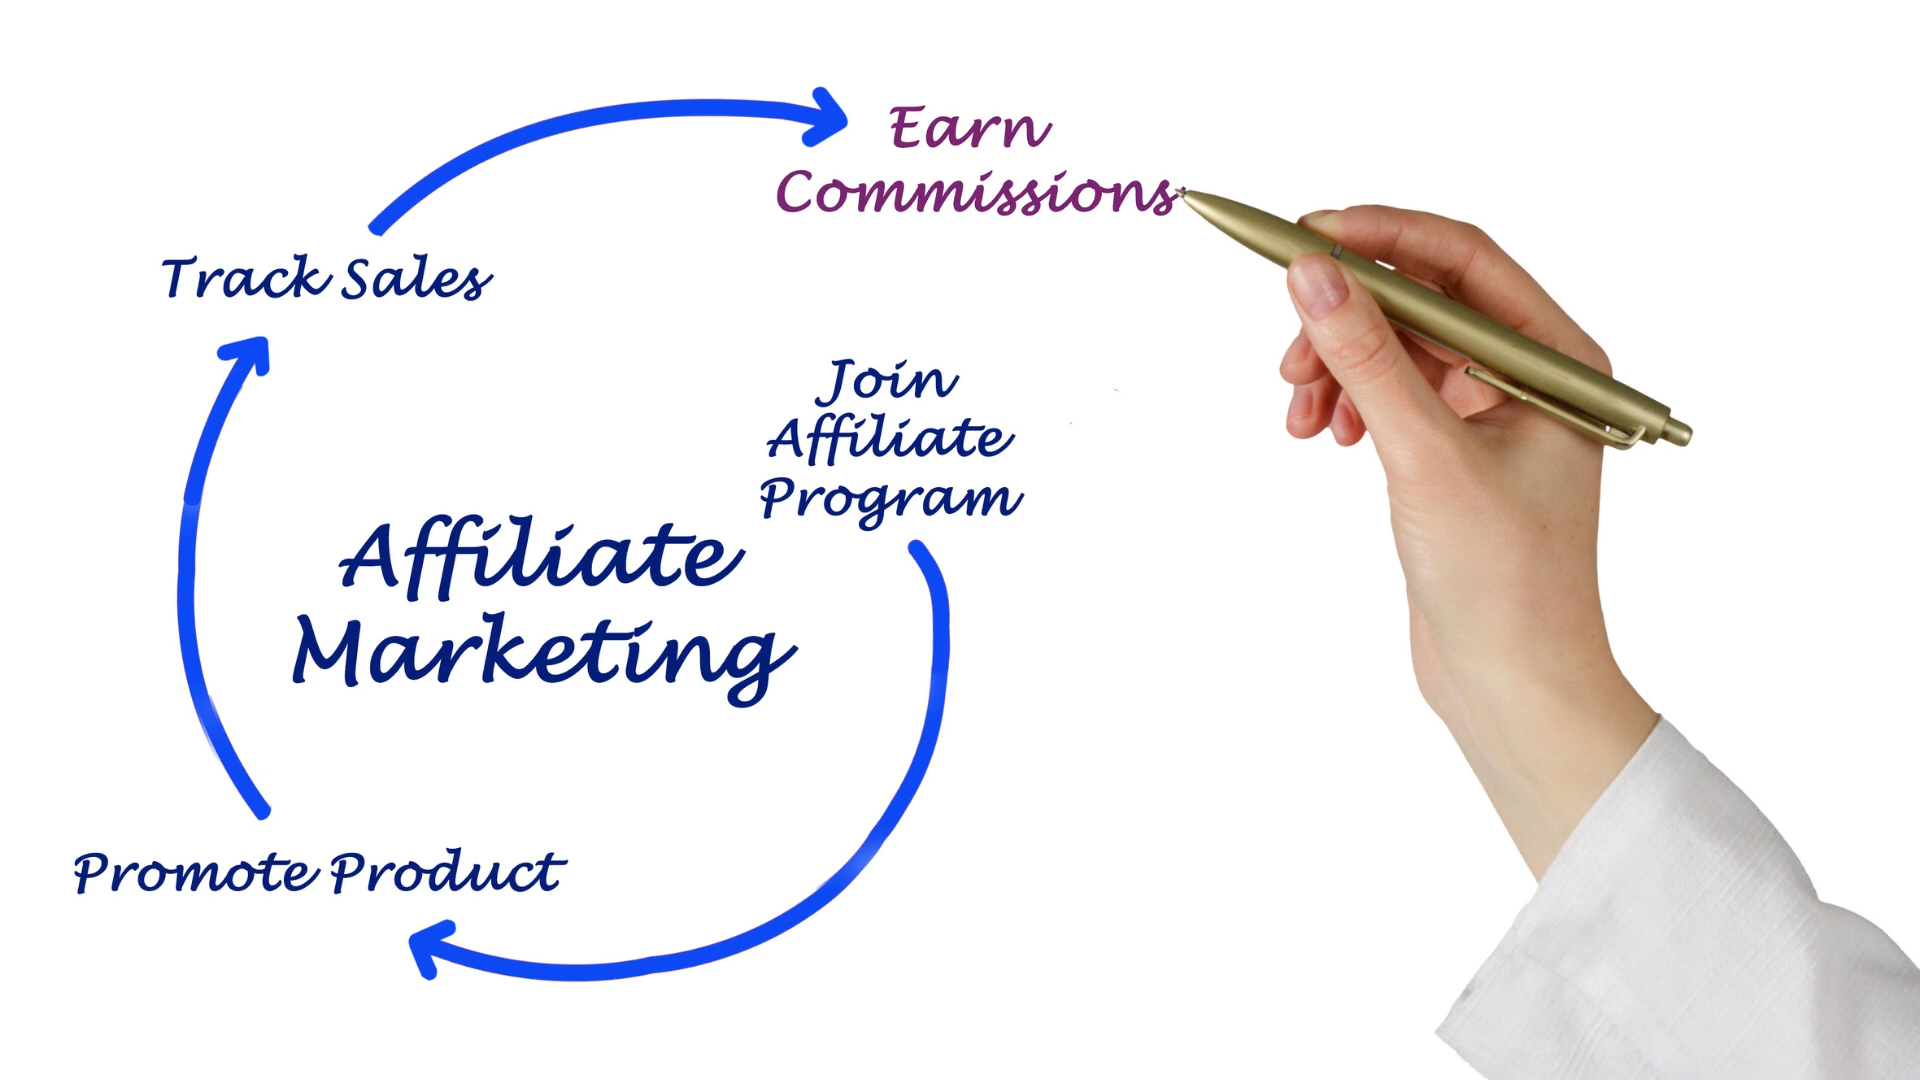 Earn
Commissions
Track Sales
Join
Affiliate
Program
Affiliate
Marketing
Promote Product